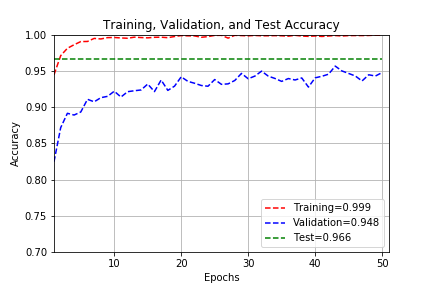 Training, Validation, and Test Accuracy
1.00
0.95
0.90
0.85
0.80
0.75
0.70
Accuracy
10
20
30
40
50
Epochs
Training=0.999
Validation=0.948
Test=0.966